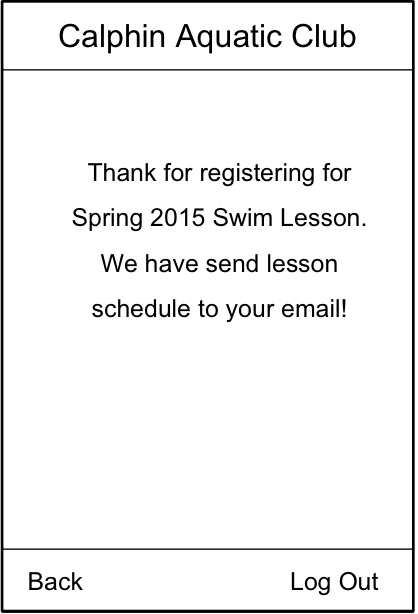 Calphin Aquatic Club
Thank for registering for
Spring 2015 Swim Lesson.
We have send lesson
schedule to your email!
Back Log Out